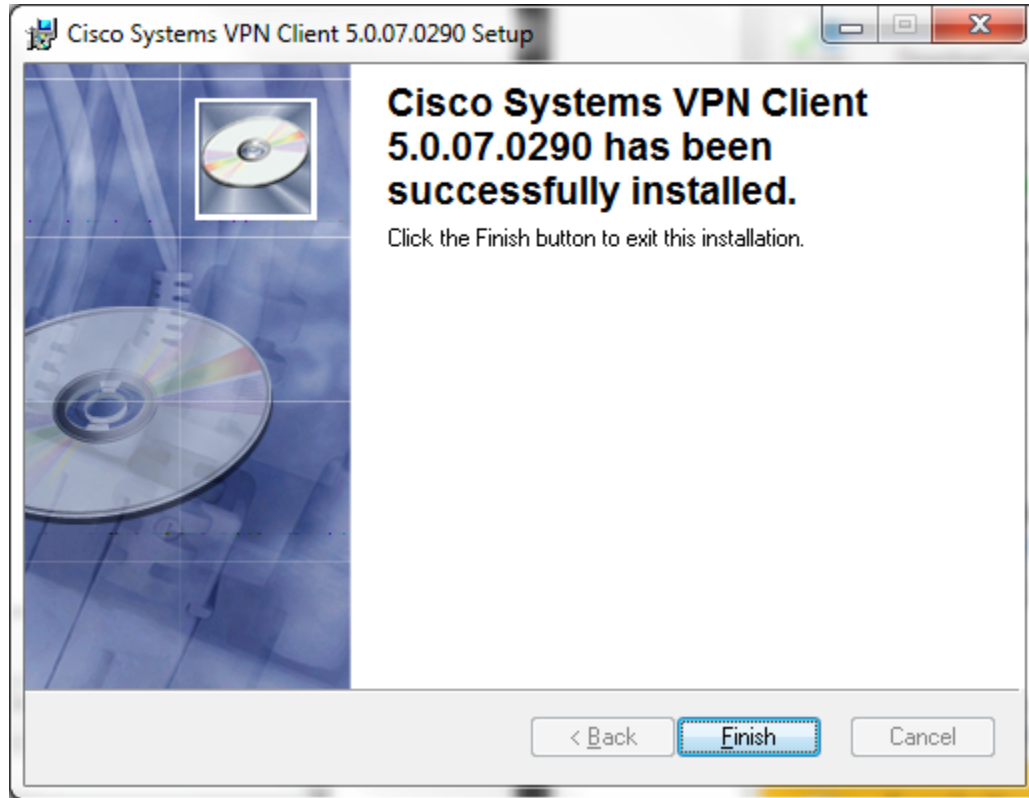 Cisco Systems VPN Client 5.0.07.0290 Setup
Cisco Systems VPN Client
5.0.07.0290 has been
successfully installed.
Click the Finish button to exit this installation.
< Back
Finish
Cancel